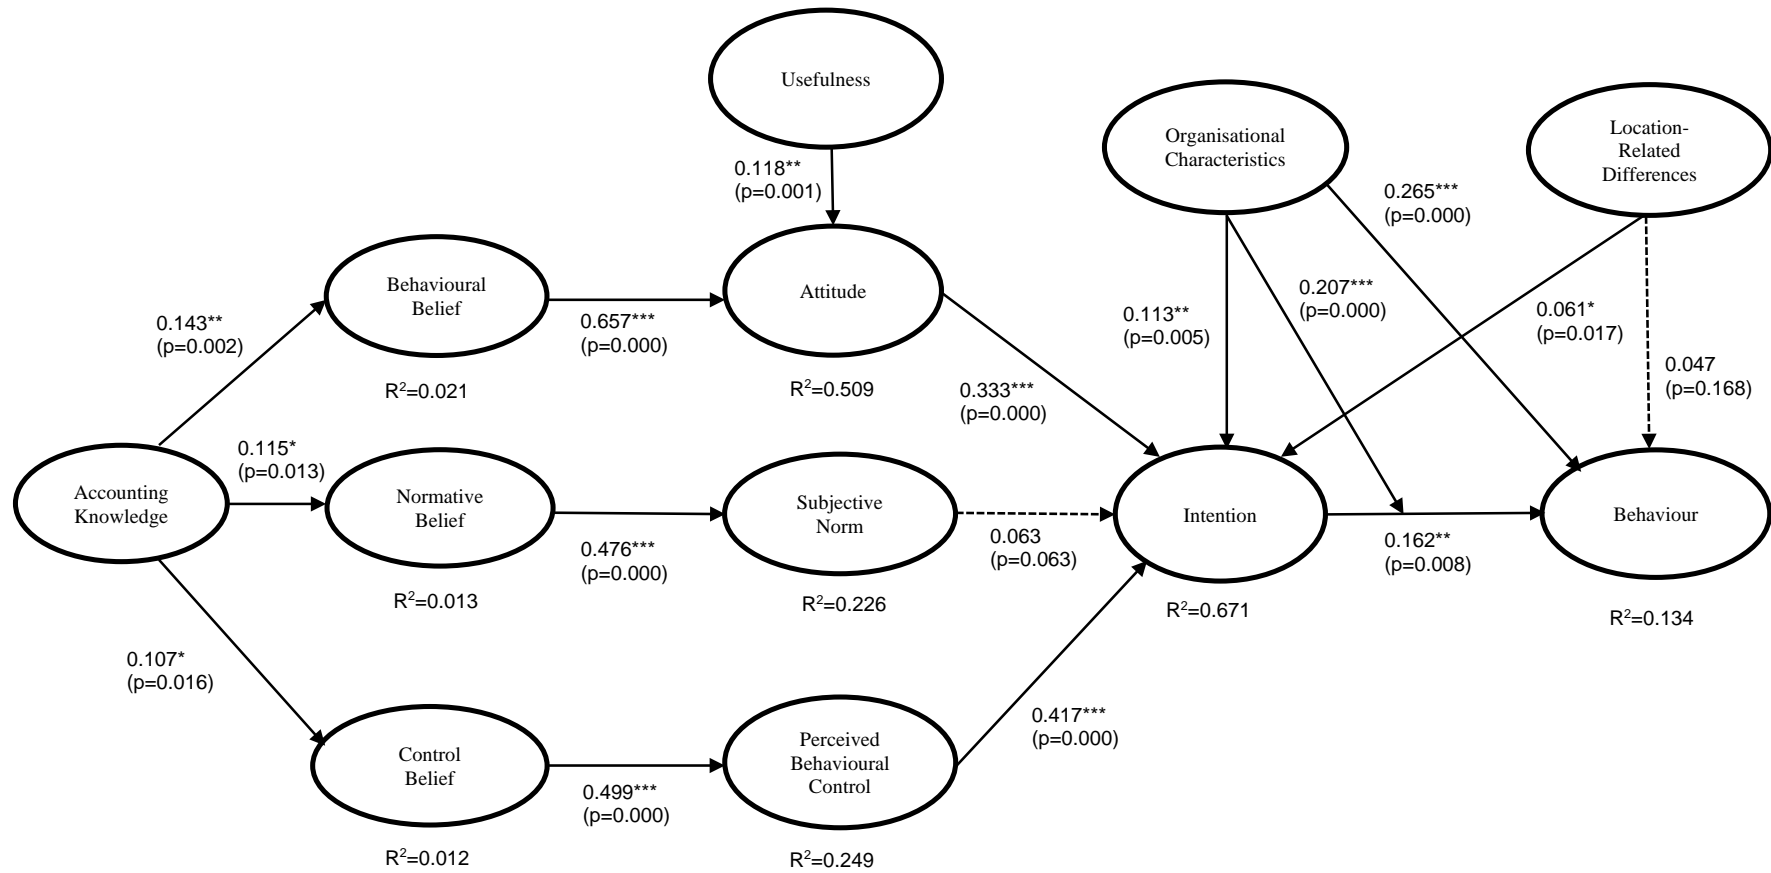 Usefulness
Organisational
Characteristics
Location-
Related
Differences
0.118**
(p=0.001)
0.265***
(p=0.000)
Behavioural
Belief
Attitude
0.143**
(p=0.002)
0.657***
(p=0.000)
0.113**
(p=0.005)
0.207***
(p=0.000)
0.061*
(p=0.017)
0.047
(p=0.168)
R²=0.021
R²=0.509
0.333***
(p=0.000)
0.115*
(p=0.013)
Accounting
Knowledge
Normative
Belief
Subjective
Norm
Intention
Behaviour
0.476***
(p=0.000)
0.063
(p=0.063)
0.162**
(p=0.008)
R²=0.013
R²=0.226
R²=0.671
R²=0.134
0.107*
(p=0.016)
0.417***
(p=0.000)
Control
Belief
Perceived
Behavioural
Control
0.499***
(p=0.000)
R²=0.012
R²=0.249